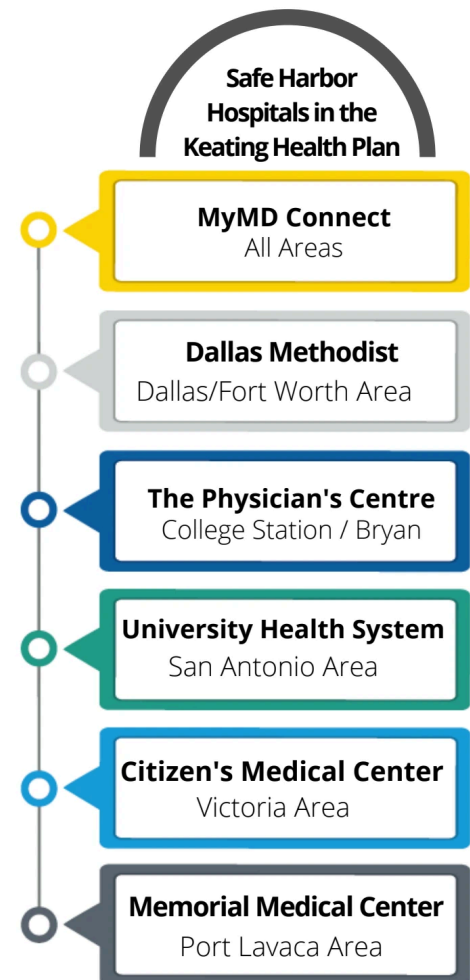 Safe Harbor
Hospitals in the
Keating Health Plan
MyMD Connect
All Areas
Dallas Methodist
Dallas/Fort Worth Area
The Physician's Centre
College Station / Bryan
University Health System
San Antonio Area
Citizen's Medical Center
Victoria Area
Memorial Medical Center
Port Lavaca Area